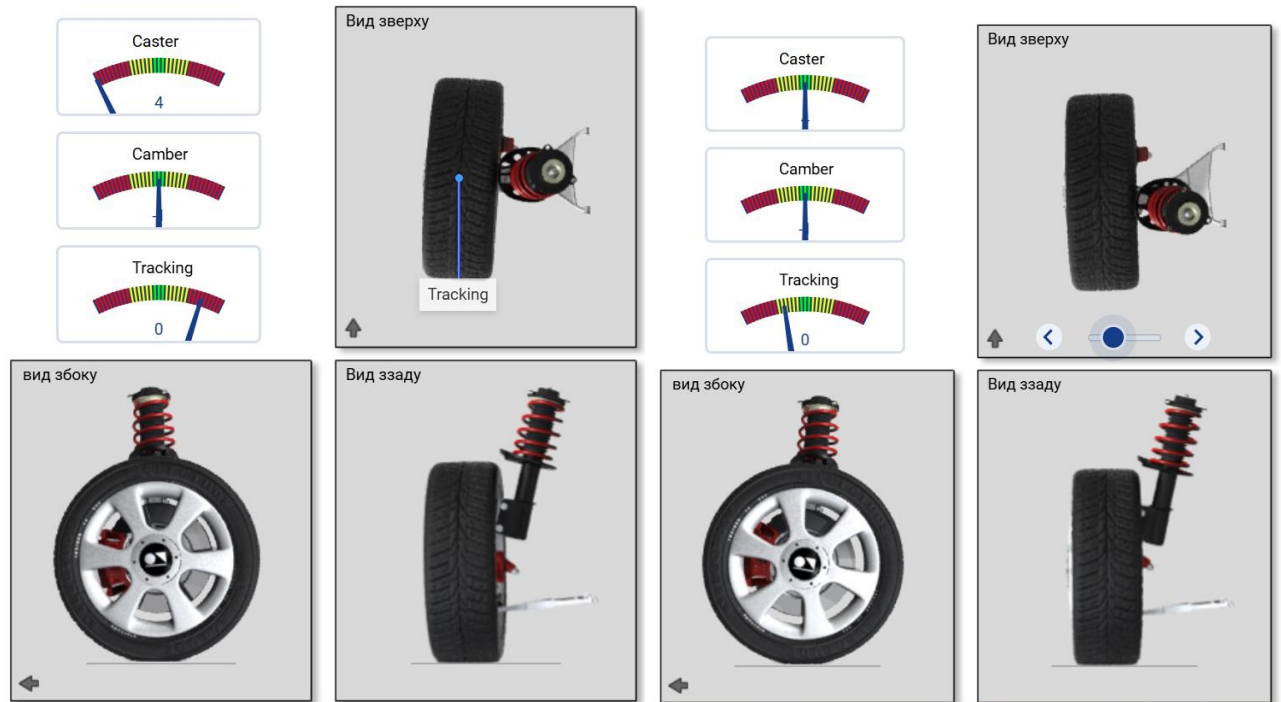 Caster
4
Camber
Tracking
0
Вид зверху
Tracking
вид збоку
Вид ззаду
Caster
Camber
Tracking
0
Вид зверху
вид збоку
Вид ззаду